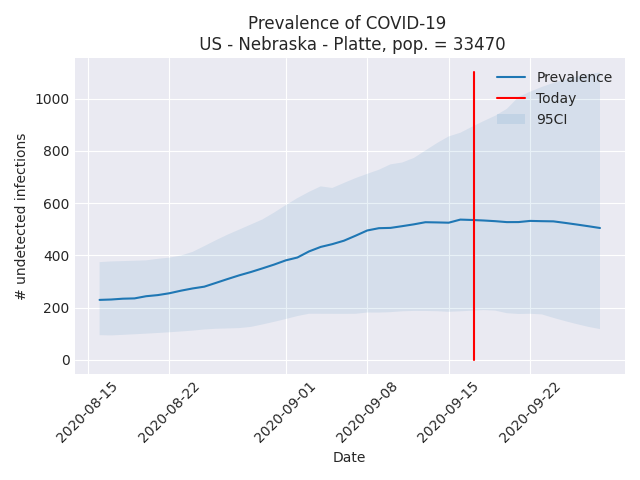 Prevalence of COVID-19
US - Nebraska - Platte, pop. = 33470
Prevalence
Today
95CI
# undetected infections
1000
800
600
400
200
0
2020-08-15
2020-08-22
2020-09-01
2020-09-08
2020-09-15
2020-09-22
Date